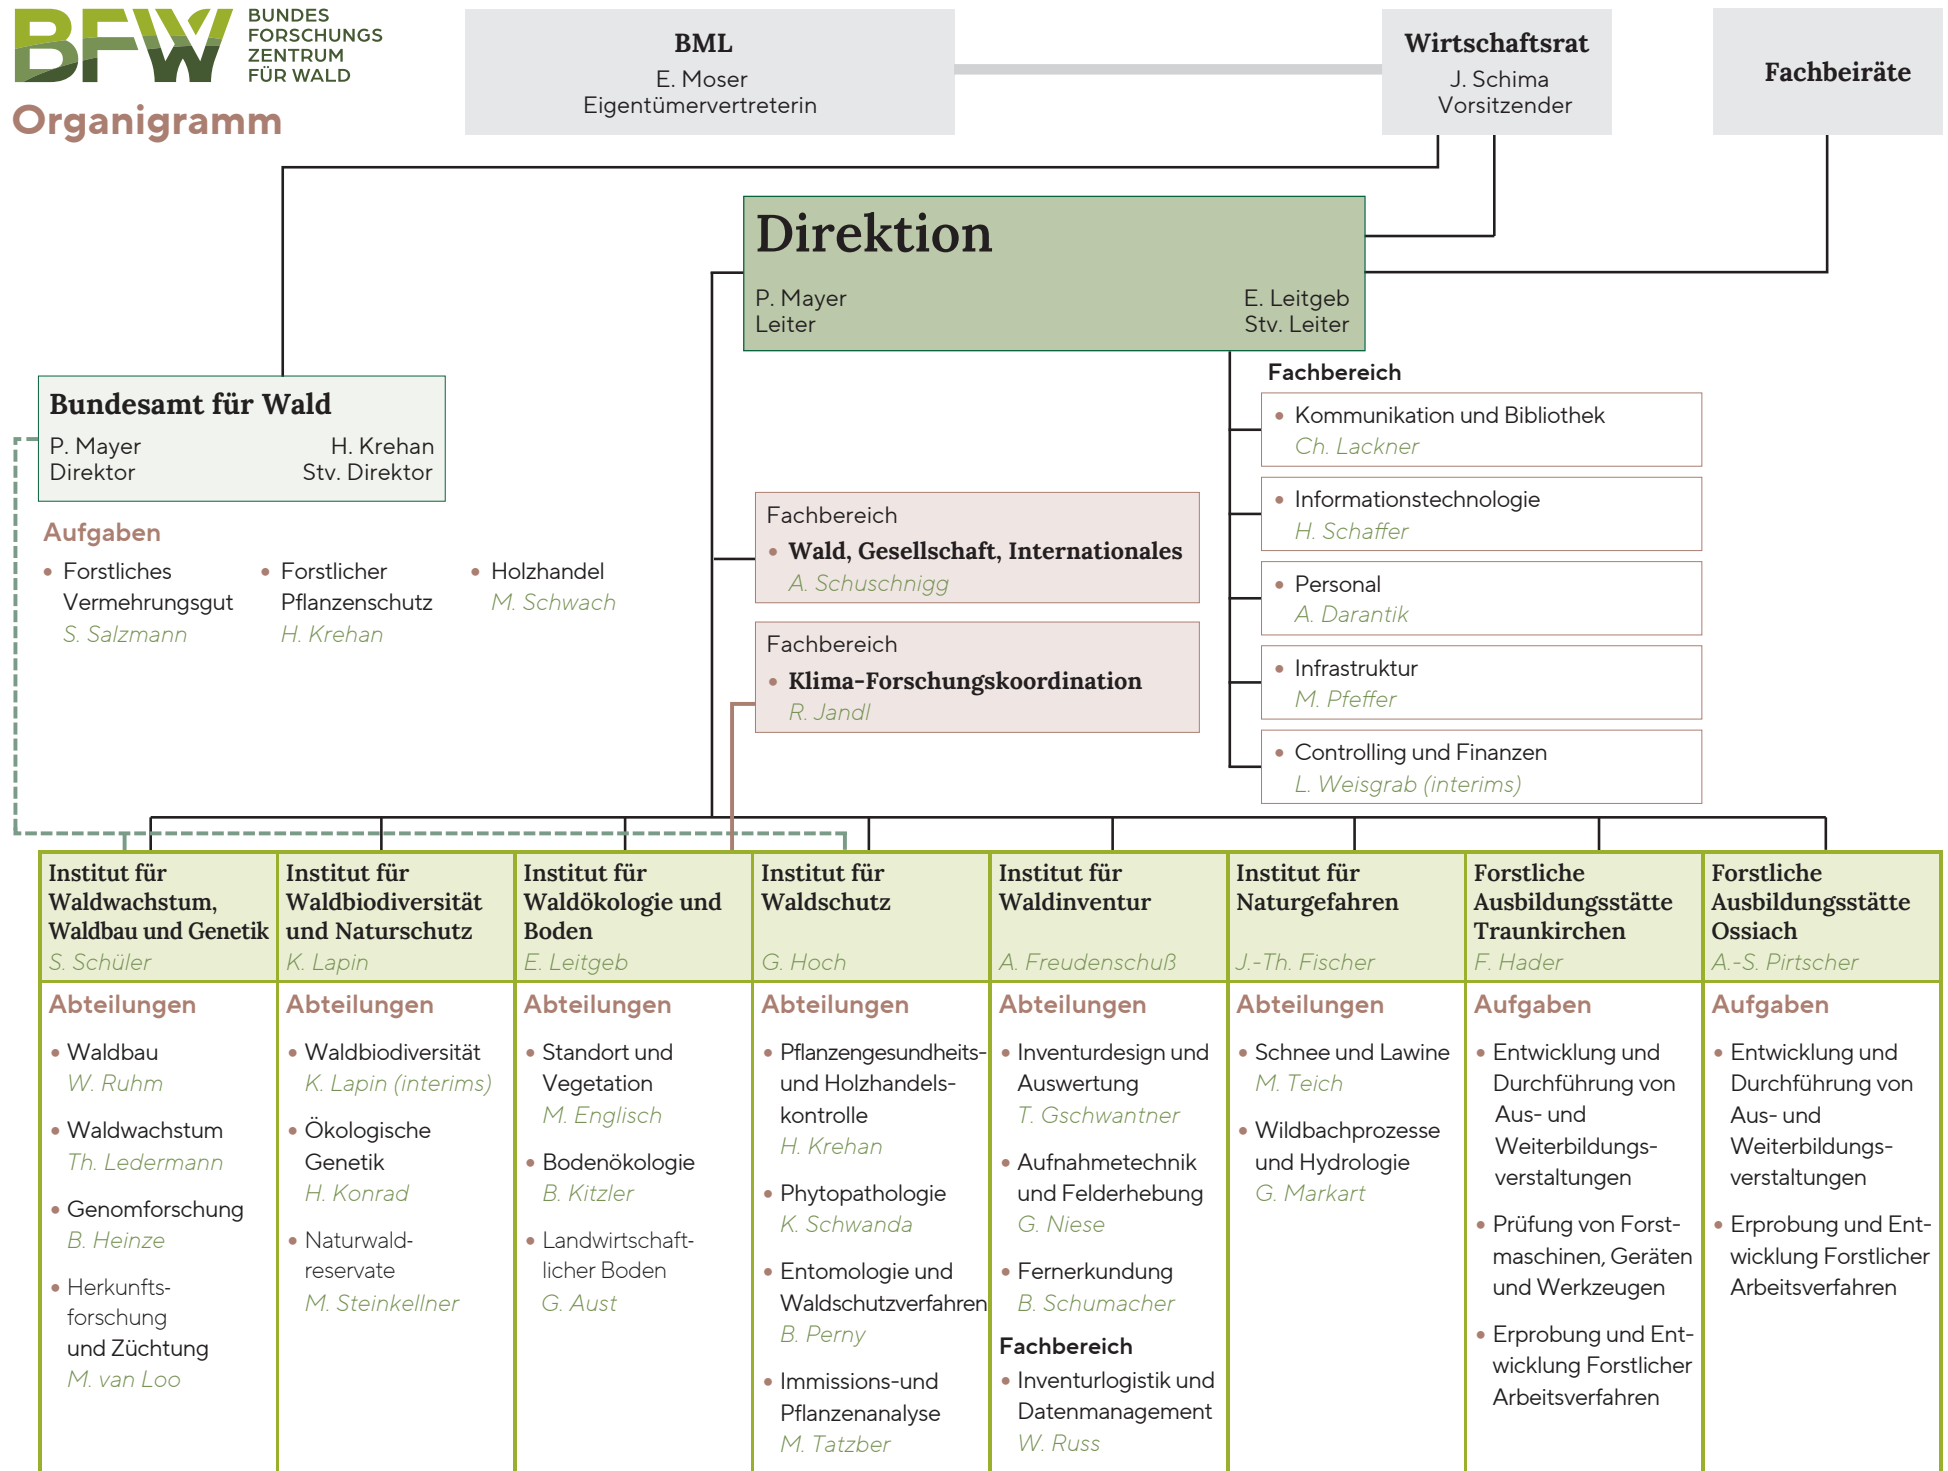 BFW
BUNDES
FORSCHUNGS
ZENTRUM
FÜR WALD
Organigramm
BML
E. Moser
Eigentümervertreterin
Wirtschaftsrat
J. Schima
Vorsitzender
Fachbeiräte
Direktion
P. Mayer
Leiter
E. Leitgeb
Stv. Leiter
Bundesamt für Wald
P. Mayer
Direktor
H. Krehan
Stv. Direktor
Aufgaben
• Forstliches
Vermehrungsgut
S. Salzmann
• Forstlicher
Pflanzenschutz
H. Krehan
• Holzhandel
M. Schwach
Fachbereich
• Wald, Gesellschaft, Internationales
A. Schuschnigg
Fachbereich
• Klima-Forschungskoordination
R. Jandl
Fachbereich
• Kommunikation und Bibliothek
Ch. Lackner
• Informationstechnologie
H. Schaffer
• Personal
A. Darantik
• Infrastruktur
M. Pfeffer
• Controlling und Finanzen
L. Weisgrab (interims)
Institut für
Waldwachstum,
Waldbau und Genetik
S. Schüler
Abteilungen
• Waldbau
W. Ruhm
• Waldwachstum
Th. Ledermann
• Genomforschung
B. Heinze
• Herkunfts-
forschung
und Züchtung
M. van Loo
Institut für
Waldbiodiversität
und Naturschutz
K. Lapin
Abteilungen
• Waldbiodiversität
K. Lapin (interims)
• Ökologische
Genetik
H. Konrad
• Naturwald-
reservate
M. Steinkellner
Institut für
Waldökologie und
Boden
E. Leitgeb
Abteilungen
• Standort und
Vegetation
M. Englisch
• Bodenökologie
B. Kitzler
• Landwirtschaft-
licher Boden
G. Aust
Institut für
Waldschutz
G. Hoch
Abteilungen
• Pflanzengesundheits-
und Holzhandels-
kontrolle
H. Krehan
• Phytopathologie
K. Schwanda
• Entomologie und
Waldschutzverfahren
B. Perny
• Immissions-und
Pflanzenanalyse
M. Tatzber
Institut für
Waldinventur
A. Freudenschuß
Abteilungen
• Inventurdesign und
Auswertung
T. Gschwantner
• Aufnahmetechnik
und Felderhebung
G. Niese
• Fernerkundung
B. Schumacher
Fachbereich
• Inventurlogistik und
Datenmanagement
W. Russ
Institut für
Naturgefahren
J.-Th. Fischer
Abteilungen
• Schnee und Lawine
M. Teich
• Wildbachprozesse
und Hydrologie
G. Markart
Forstliche
Ausbildungsstätte
Traunkirchen
F. Hader
Aufgaben
• Entwicklung und
Durchführung von
Aus- und
Weiterbildungs-
verstaltungen
• Prüfung von Forst-
maschinen, Geräten
und Werkzeugen
• Erprobung und Ent-
wicklung Forstlicher
Arbeitsverfahren
Forstliche
Ausbildungsstätte
Ossiach
A.-S. Pirtscher
Aufgaben
• Entwicklung und
Durchführung von
Aus- und
Weiterbildungs-
verstaltungen
• Erprobung und Ent-
wicklung Forstlicher
Arbeitsverfahren